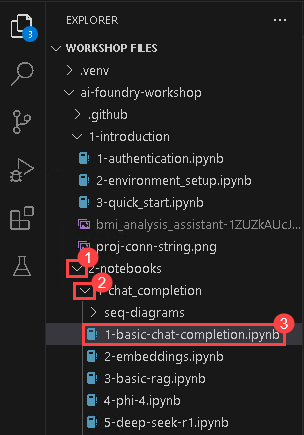 EXPLORER
3
WORKSHOP FILES
.venv
ai-foundry-workshop
.github
1-introduction
1-authentication.ipynb
2-environment_setup.ipynb
3-quick_start.ipynb
bmi_analysis_assistant-1ZUZkAUcJ...
proj-conn-string.png
1
2-notebooks
2
-chat_completion
seq-diagrams
1-basic-chat-completion.ipynb
3
2-embeddings.ipynb
3-basic-rag.ipynb
4-phi-4.ipynb
5-deep-seek-r1.ipynb